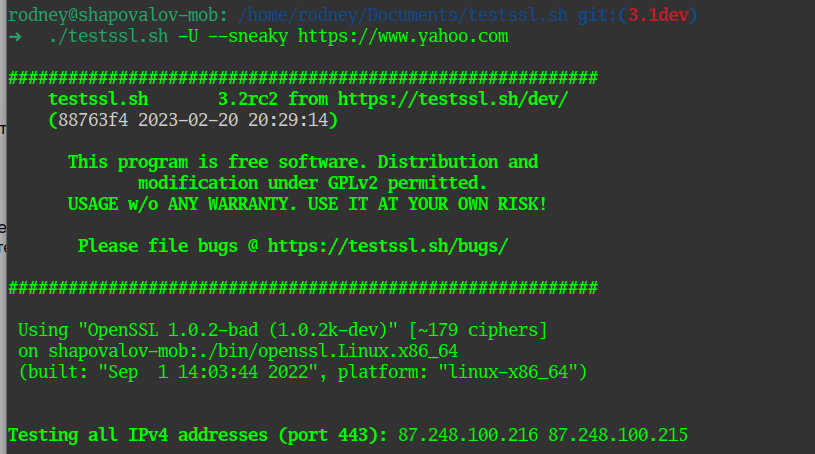 rodney@shapovalov-mob: /home/rodney/Documents/testssl.sh git:(3.1dev)
➜   ./testssl.sh -U --sneaky https://www.yahoo.com
###########################################################
testssl.sh       3.2rc2 from https://testssl.sh/dev/
(88763f4 2023-02-20 20:29:14)
This program is free software. Distribution and
modification under GPLv2 permitted.
USAGE w/o ANY WARRANTY. USE IT AT YOUR OWN RISK!
Please file bugs @ https://testssl.sh/bugs/
###########################################################
Using "OpenSSL 1.0.2-bad (1.0.2k-dev)" [~179 ciphers]
on shapovalov-mob:./bin/openssl.Linux.x86_64
(built: "Sep  1 14:03:44 2022", platform: "linux-x86_64")
Testing all IPv4 addresses (port 443): 87.248.100.216 87.248.100.215